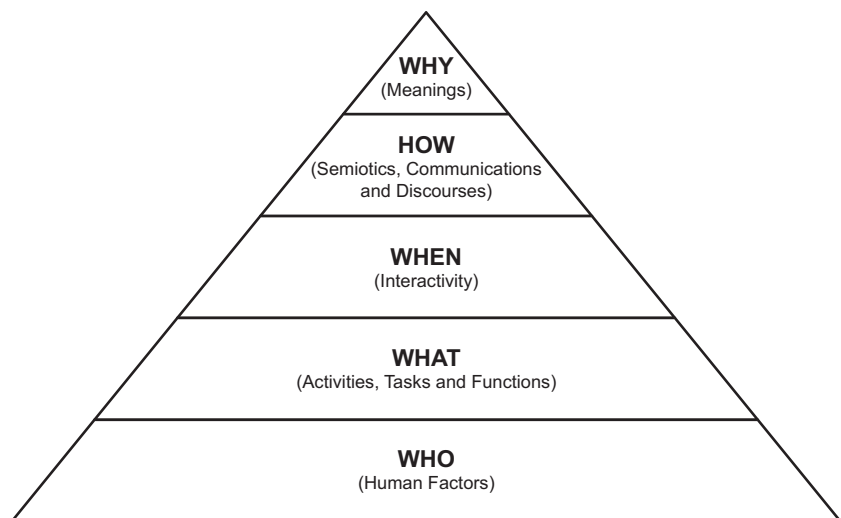 WHY
(Meanings)
HOW
(Semiotics, Communications
and Discourses)
WHEN
(Interactivity)
WHAT
(Activities, Tasks and Functions)
WHO
(Human Factors)